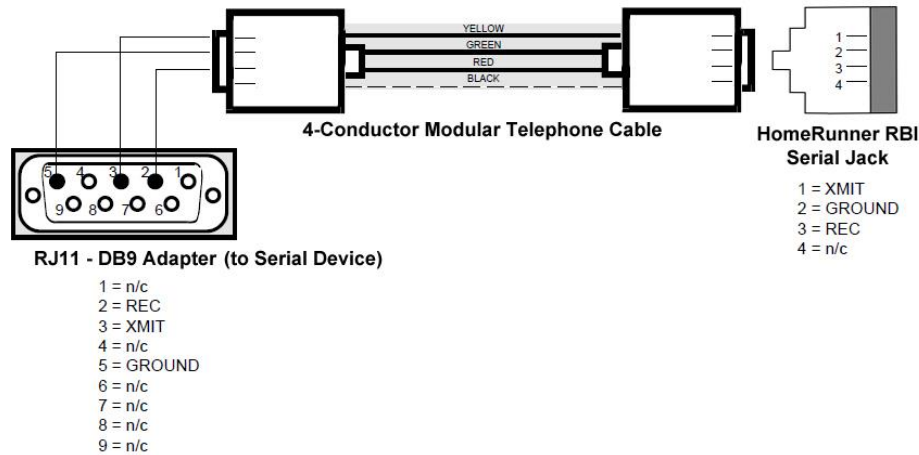 YELLOW
GREEN
RED
BLACK
1
2
3
4
4-Conductor Modular Telephone Cable
HomeRunner RBI
Serial Jack
1 = XMIT
2 = GROUND
3 = REC
4 = n/c
5 4 3 2 1
9 8 7 6
RJ11 - DB9 Adapter (to Serial Device)
1 = n/c
2 = REC
3 = XMIT
4 = n/c
5 = GROUND
6 = n/c
7 = n/c
8 = n/c
9 = n/c